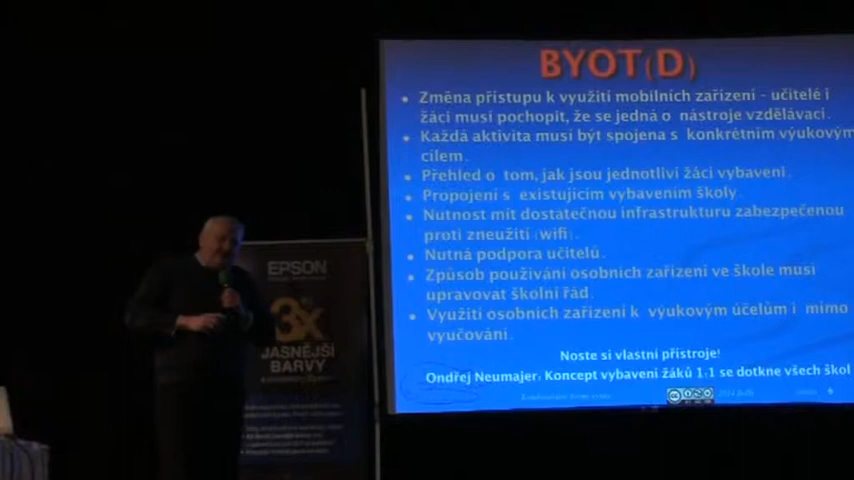 BYOT(D)
• Změna přístupu k využití mobilních zařízení - učitelé i
žáci musí pochopit, že se jedná o nástroje vzdělávací.
• Každá aktivita musí být spojena s konkrétním výukovým
cílem.
• Přehled o tom, jak jsou jednotliví žáci vybaveni.
• Propojení s existujícím vybavením školy.
• Nutnost mít dostatečnou infrastrukturu zabezpečenou
proti zneužití (wifi).
• Nutná podpora učitelů.
• Způsob používání osobních zařízení ve škole musí
upravovat školní řád.
• Využití osobních zařízení k výukovým účelům i mimo
vyučování.
Noste si vlastní přístroje!
Ondřej Neumajer: Koncept vybavení žáků 1:1 se dotkne všech škol
6
EPSON
3x
JASNĚJŠÍ
BARVY